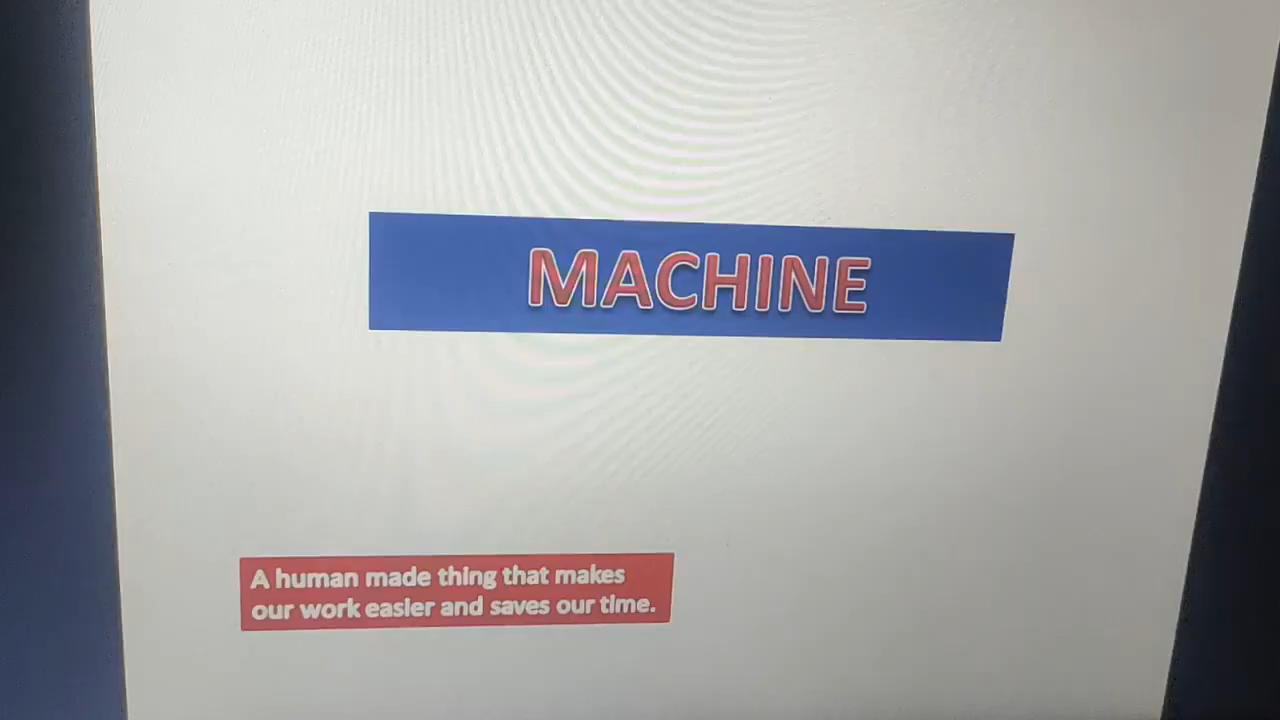 MACHINE
A human made thing that makes
our work easier and saves our time.